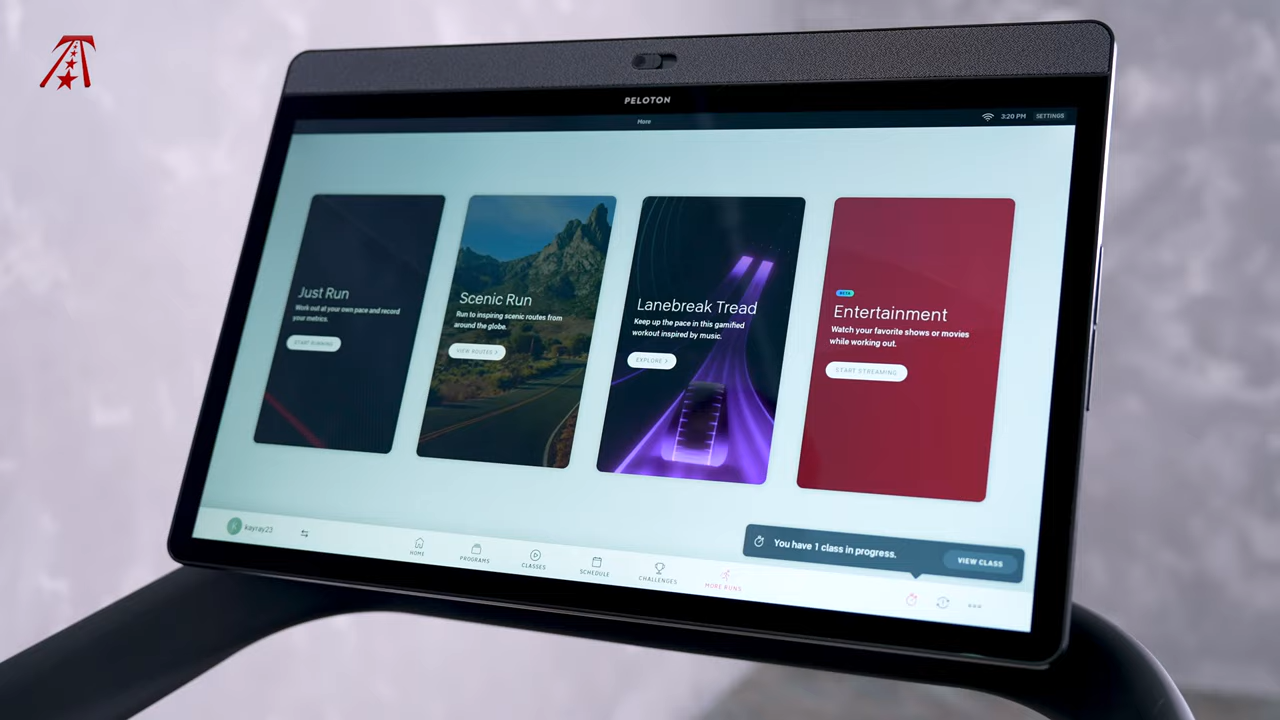 PELOTON
More
3:20 PM
SETTINGS
Just Run
Work out at your own pace and record
your metrics.
START RUNNING
Scenic Run
Run to inspiring scenic routes from
around the globe.
VIEW ROUTES >
Lanebreak Tread
Keep up the pace in this gamified
workout inspired by music.
EXPLORE >
BETA
Entertainment
Watch your favorite shows or movies
while working out.
START STREAMING
kayray23
You have 1 class in progress.
VIEW CLASS
HOME
PROGRAMS
CLASSES
SCHEDULE
CHALLENGES
MORE RUNS